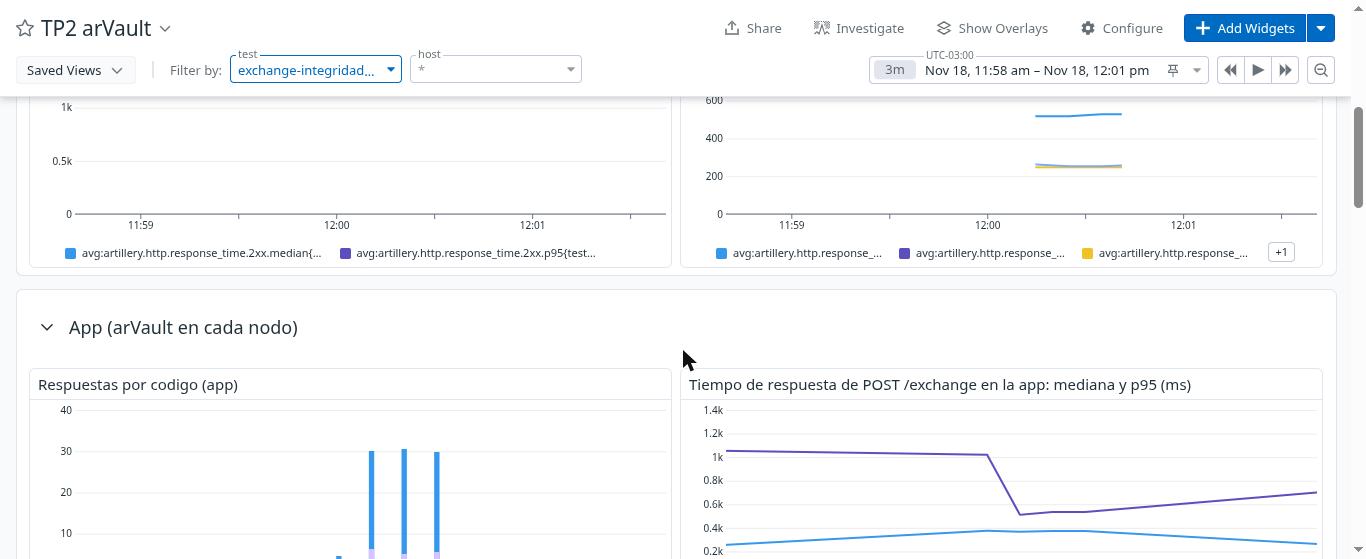 TP2 arVault
Share
Investigate
Show Overlays
Configure
Add Widgets
Saved Views
Filter by:
test
exchange-integridad...
host
*
UTC-03:00
3m
Nov 18, 11:58 am – Nov 18, 12:01 pm
1k
0.5k
0
11:59
12:00
12:01
avg:artillery.http.response_time.2xx.median{...
avg:artillery.http.response_time.2xx.p95{test...
600
400
200
0
11:59
12:00
12:01
avg:artillery.http.response_...
avg:artillery.http.response_...
avg:artillery.http.response_...
+1
App (arVault en cada nodo)
Respuestas por codigo (app)
40
30
20
10
Tiempo de respuesta de POST /exchange en la app: mediana y p95 (ms)
1.4k
1.2k
1k
0.8k
0.6k
0.4k
0.2k